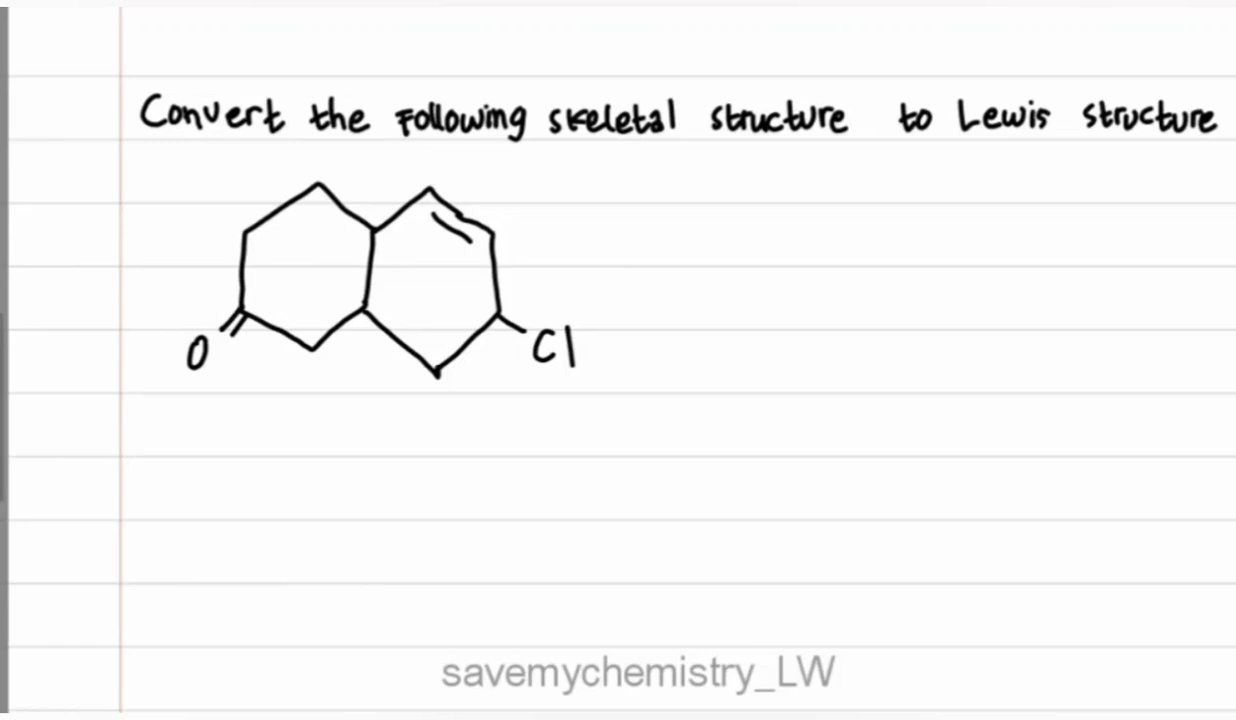 Convert the following skeletal structure to Lewis structure
O
Cl
savemychemistry_LW